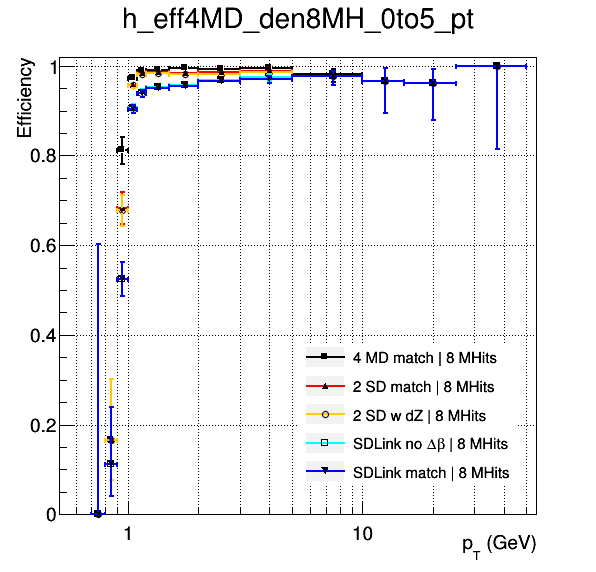 h_eff4MD_den8MH_0to5_pt
Efficiency
1
0.8
0.6
0.4
0.2
0
4 MD match | 8 MHits
2 SD match | 8 MHits
2 SD w dZ | 8 MHits
SDLink no Δβ | 8 MHits
SDLink match | 8 MHits
1
10
p_T (GeV)